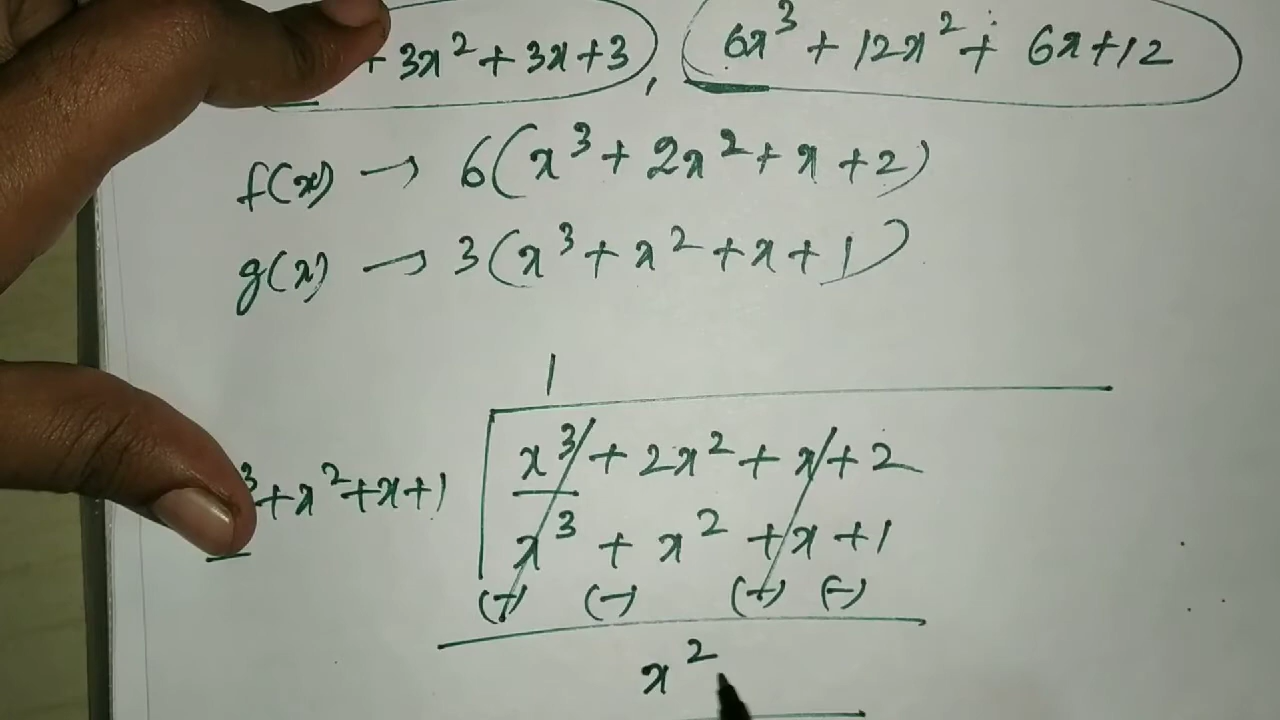 + 3x² + 3x + 3 , 6x³ + 12x² + 6x + 12
f(x) → 6(x³ + 2x² + x + 2)
g(x) → 3(x³ + x² + x + 1)
1
³ + x² + x + 1 x³ + 2x² + x + 2
x³ + x² + x + 1
(-) (-) (-) (-)
x²